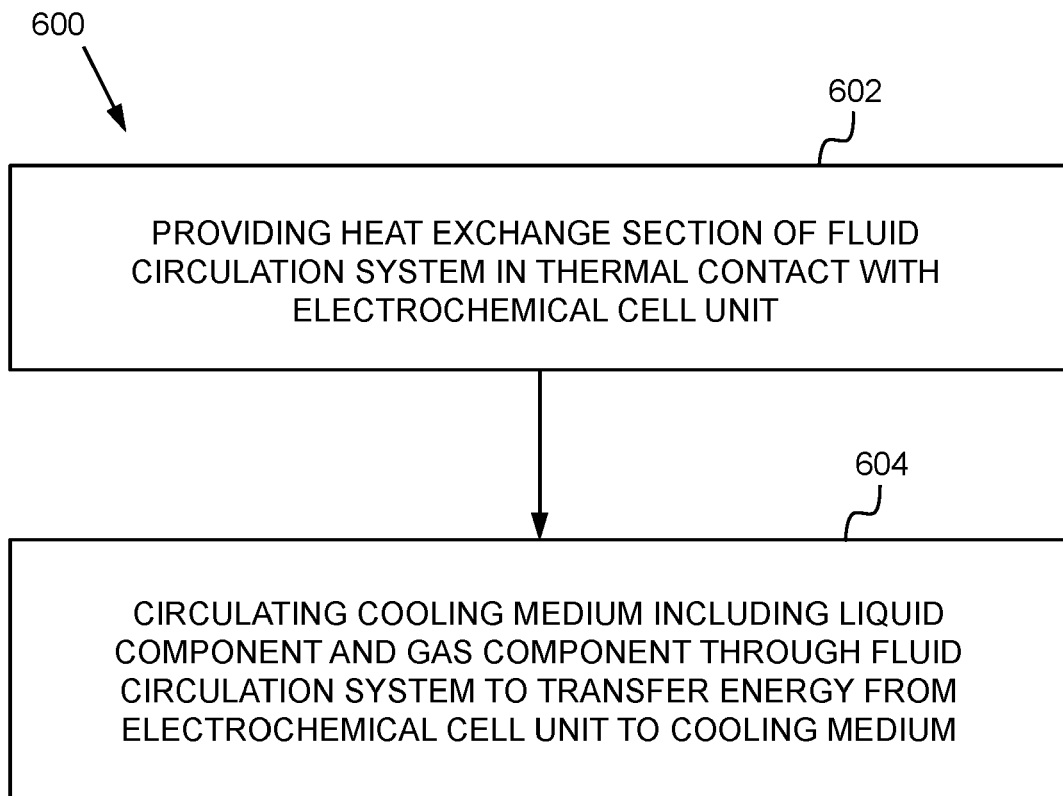 600
602
PROVIDING HEAT EXCHANGE SECTION OF FLUID
CIRCULATION SYSTEM IN THERMAL CONTACT WITH
ELECTROCHEMICAL CELL UNIT
604
CIRCULATING COOLING MEDIUM INCLUDING LIQUID
COMPONENT AND GAS COMPONENT THROUGH FLUID
CIRCULATION SYSTEM TO TRANSFER ENERGY FROM
ELECTROCHEMICAL CELL UNIT TO COOLING MEDIUM